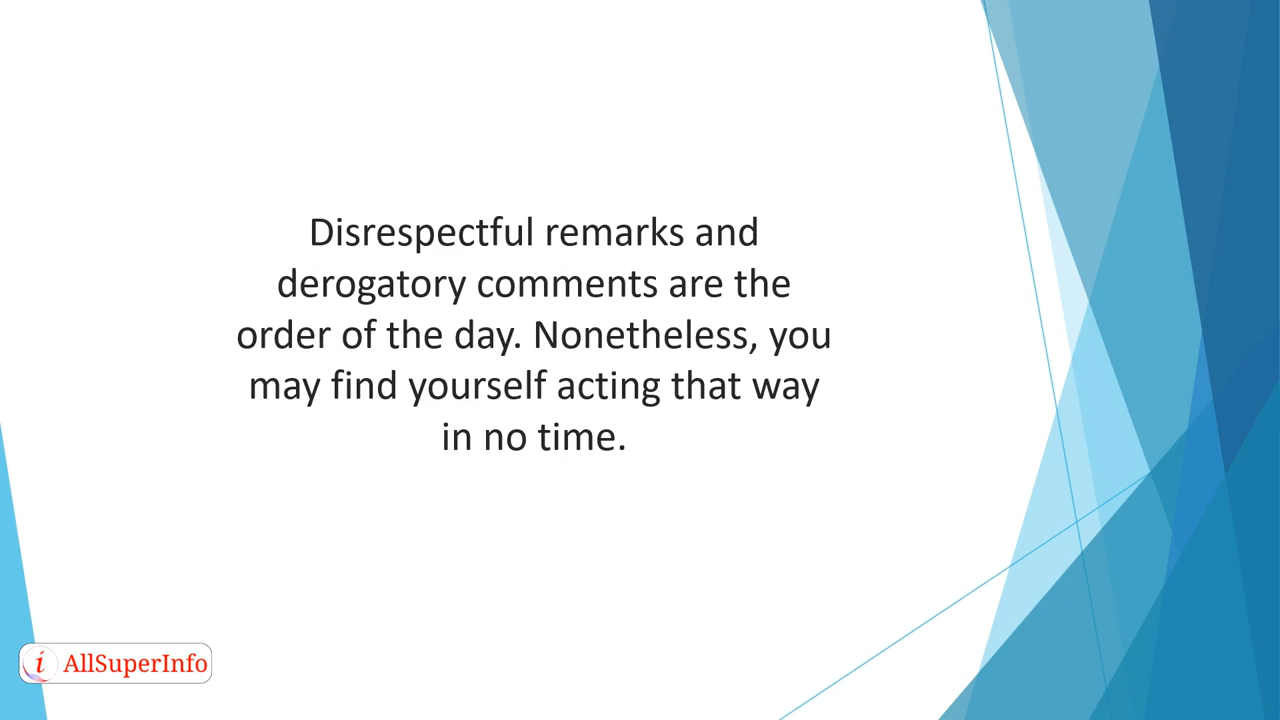 Disrespectful remarks and
derogatory comments are the
order of the day. Nonetheless, you
may find yourself acting that way
in no time.
i AllSuperInfo